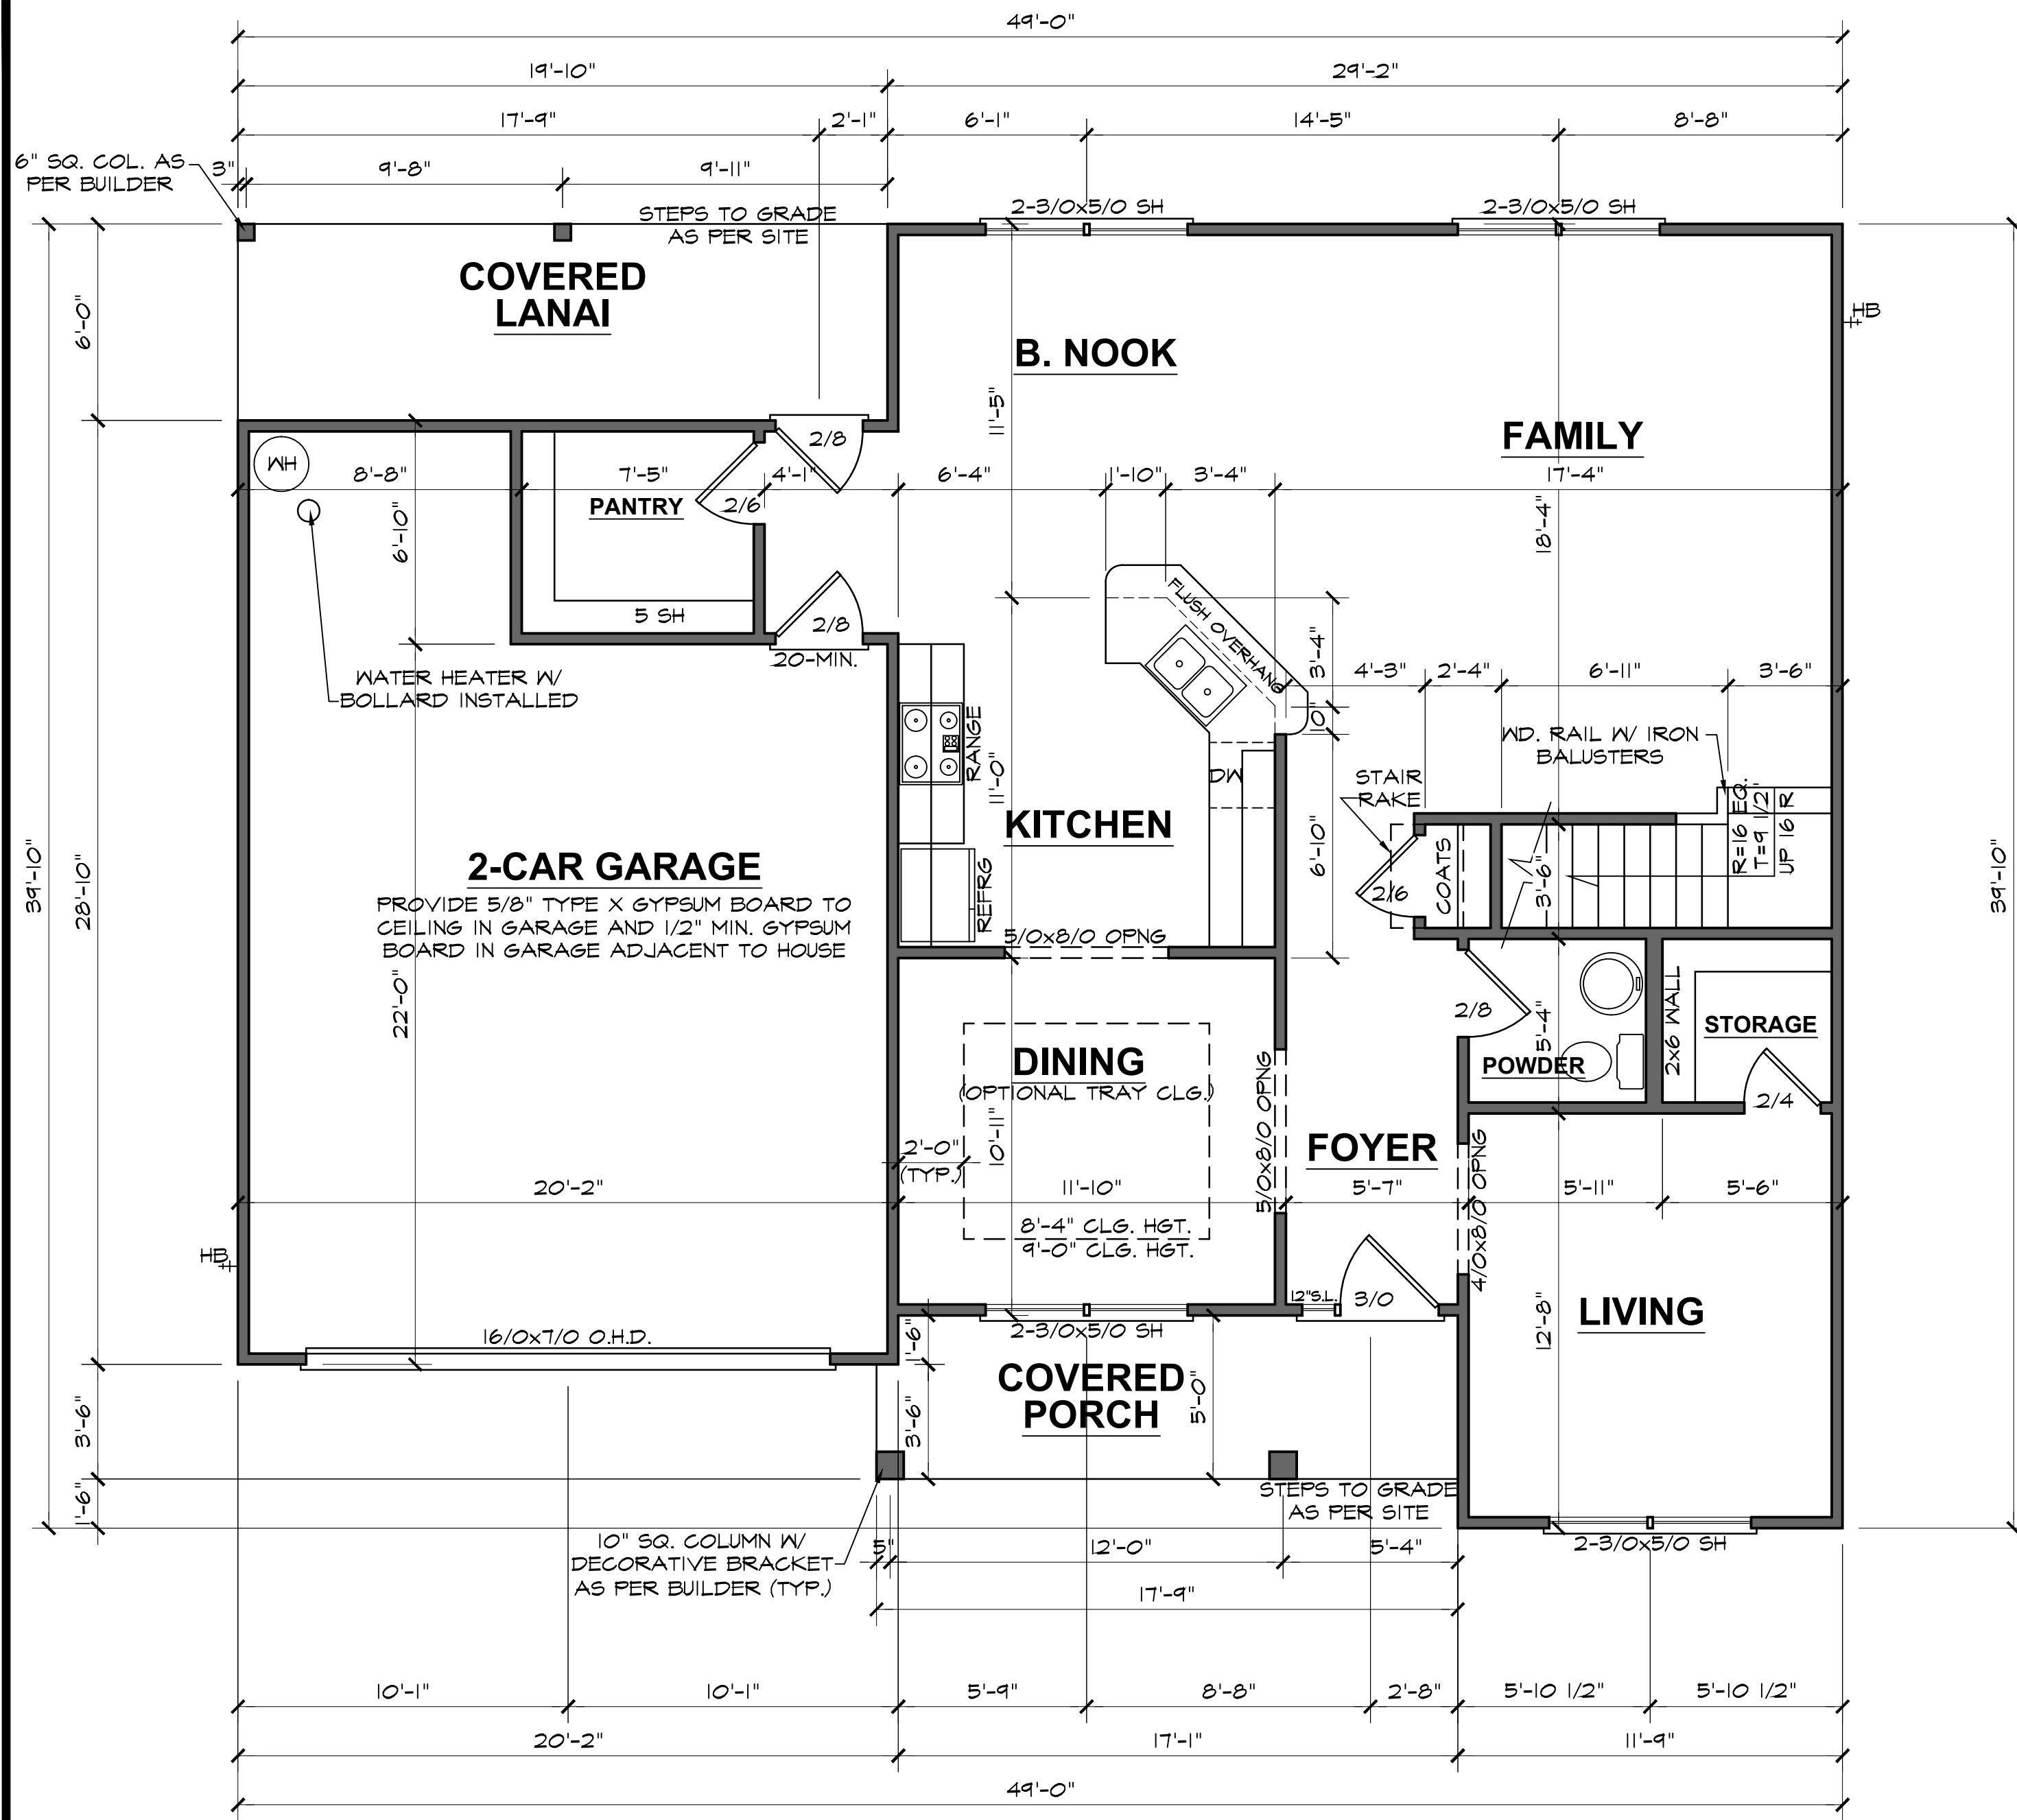 49'-0"
19'-10"
29'-2"
17'-9"
2'-1"
6'-1"
14'-5"
8'-8"
6" SQ. COL. AS
PER BUILDER
3"
9'-8"
9'-11"
STEPS TO GRADE
AS PER SITE
2-3/0x5/0 SH
2-3/0x5/0 SH
COVERED
LANAI
6'-0"
HB
B. NOOK
11'-5"
FAMILY
2/8
WH
8'-8"
7'-5"
4'-1"
6'-4"
1'-10"
3'-4"
17'-4"
PANTRY
2/6
6'-10"
18'-4"
FLUSH OVERHANG
5 SH
2/8
20-MIN.
3'-4"
WATER HEATER W/
BOLLARD INSTALLED
4'-3"
2'-4"
6'-11"
3'-6"
10"
RANGE
WD. RAIL W/ IRON
BALUSTERS
11'-0"
DW
STAIR
RAKE
R=16 EQ.
T=9 1/2"
UP 16 R
KITCHEN
6'-10"
2-CAR GARAGE
39'-10"
28'-10"
39'-10"
2/6
COATS
3'-6"
REFRG
PROVIDE 5/8" TYPE X GYPSUM BOARD TO
CEILING IN GARAGE AND 1/2" MIN. GYPSUM
BOARD IN GARAGE ADJACENT TO HOUSE
5/0x8/0 OPNG
22'-0"
2/8
5'-4"
2x6 WALL
STORAGE
DINING
(OPTIONAL TRAY CLG.)
POWDER
2/4
5/0x8/0 OPNG
10'-11"
2'-0"
(TYP.)
FOYER
4/0x8/0 OPNG
20'-2"
11'-10"
5'-7"
5'-11"
5'-6"
8'-4" CLG. HGT.
9'-0" CLG. HGT.
HB
12"S.L.
3/0
LIVING
12'-8"
16/0x7/0 O.H.D.
1'-6"
2-3/0x5/0 SH
COVERED
PORCH
5'-0"
3'-6"
3'-6"
1'-6"
STEPS TO GRADE
AS PER SITE
10" SQ. COLUMN W/
DECORATIVE BRACKET
AS PER BUILDER (TYP.)
5"
12'-0"
5'-4"
2-3/0x5/0 SH
17'-9"
10'-1"
10'-1"
5'-9"
8'-8"
2'-8"
5'-10 1/2"
5'-10 1/2"
20'-2"
17'-1"
11'-9"
49'-0"